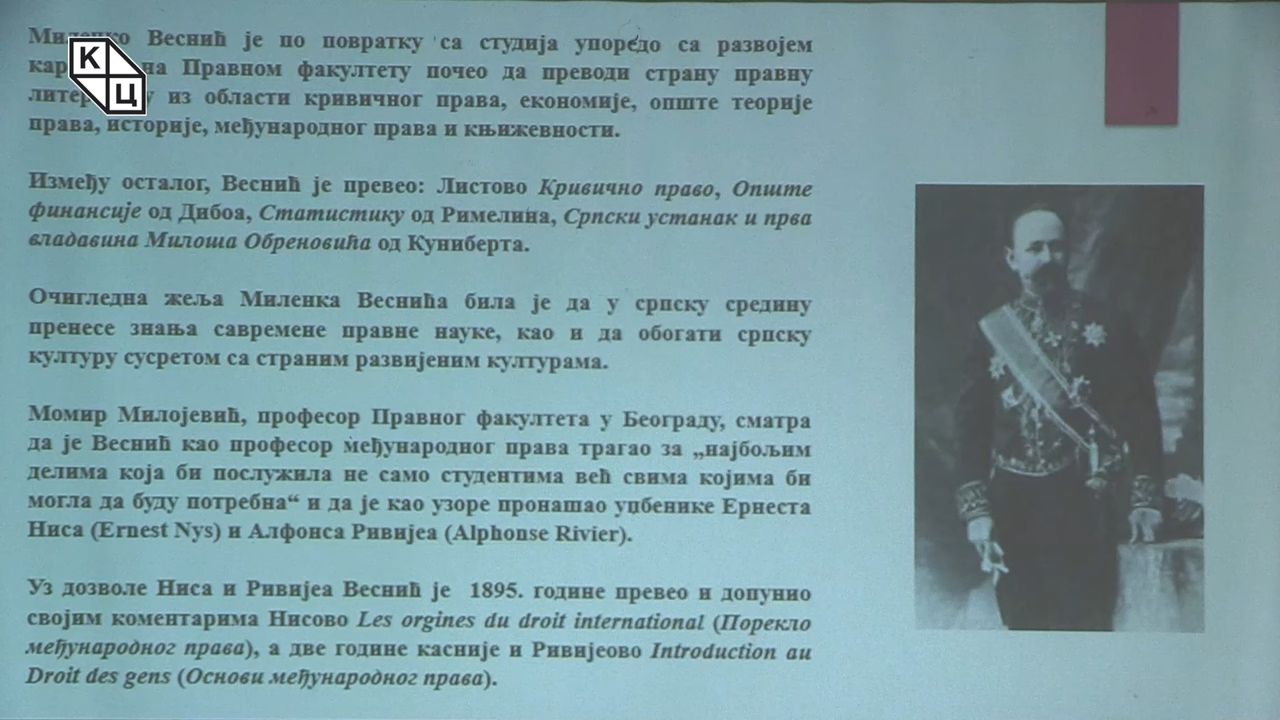 К
Ц
Миленко Веснић је по повратку са студија упоредо са развојем
на Правном факултету почео да преводи страну правну
из области кривичног права, економије, опште теорије
права, историје, међународног права и књижевности.
Између осталог, Веснић је превео: Листово Кривично право, Опште
финансије од Дибоа, Статистику од Римелина, Српски устанак и прва
владавина Милоша Обреновића од Куниберта.
Очигледна жеља Миленка Веснића била је да у српску средину
пренесе знања савремене правне науке, као и да обогати српску
културу сусретом са страним развијеним културама.
Момир Милојевић, професор Правног факултета у Београду, сматра
да је Веснић као професор међународног права трагао за „најбољим
делима која би послужила не само студентима већ свима којима би
могла да буду потребна“ и да је као узоре пронашао уџбенике Ернеста
Ниса (Ernest Nys) и Алфонса Ривијеа (Alphonse Rivier).
Уз дозволе Ниса и Ривијеа Веснић је 1895. године превео и допунио
својим коментарима Нисово Les orgines du droit international (Порекло
међународног права), а две године касније и Ривијеово Introduction au
Droit des gens (Основи међународног права).